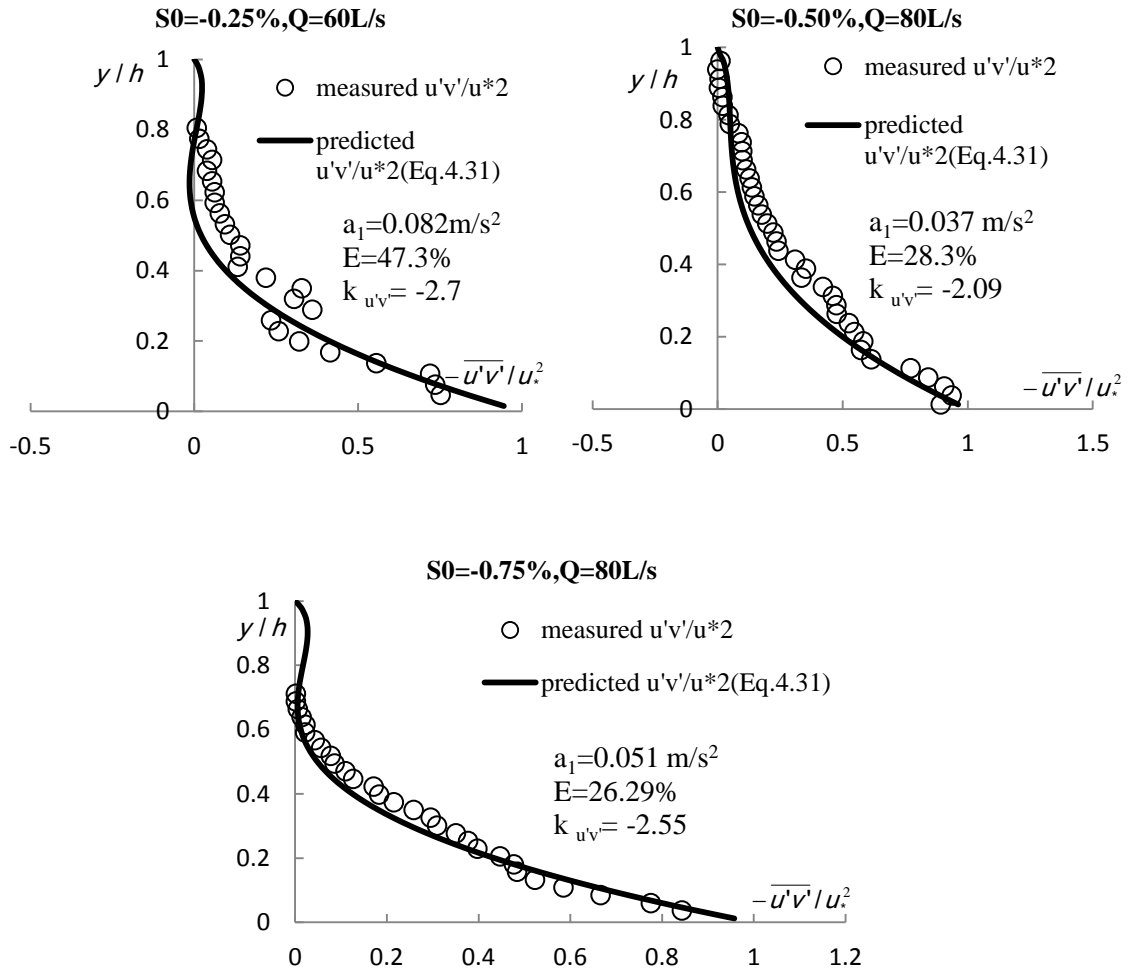 S0=-0.25%,Q=60L/s
y / h
1
0.8
0.6
0.4
0.2
0
-0.5
0
0.5
1
measured u'v'/u*2
predicted
u'v'/u*2(Eq.4.31)
a₁=0.082m/s²
E=47.3%
k u'v'= -2.7
−u'v'/u*²
S0=-0.50%,Q=80L/s
y / h
1
0.8
0.6
0.4
0.2
0
-0.5
0
0.5
1
1.5
measured u'v'/u*2
predicted
u'v'/u*2(Eq.4.31)
a₁=0.037 m/s²
E=28.3%
k u'v'= -2.09
−u'v'/u*²
S0=-0.75%,Q=80L/s
y / h
1
0.8
0.6
0.4
0.2
0
0
0.2
0.4
0.6
0.8
1
1.2
measured u'v'/u*2
predicted u'v'/u*2(Eq.4.31)
a₁=0.051 m/s²
E=26.29%
k u'v'= -2.55
−u'v'/u*²